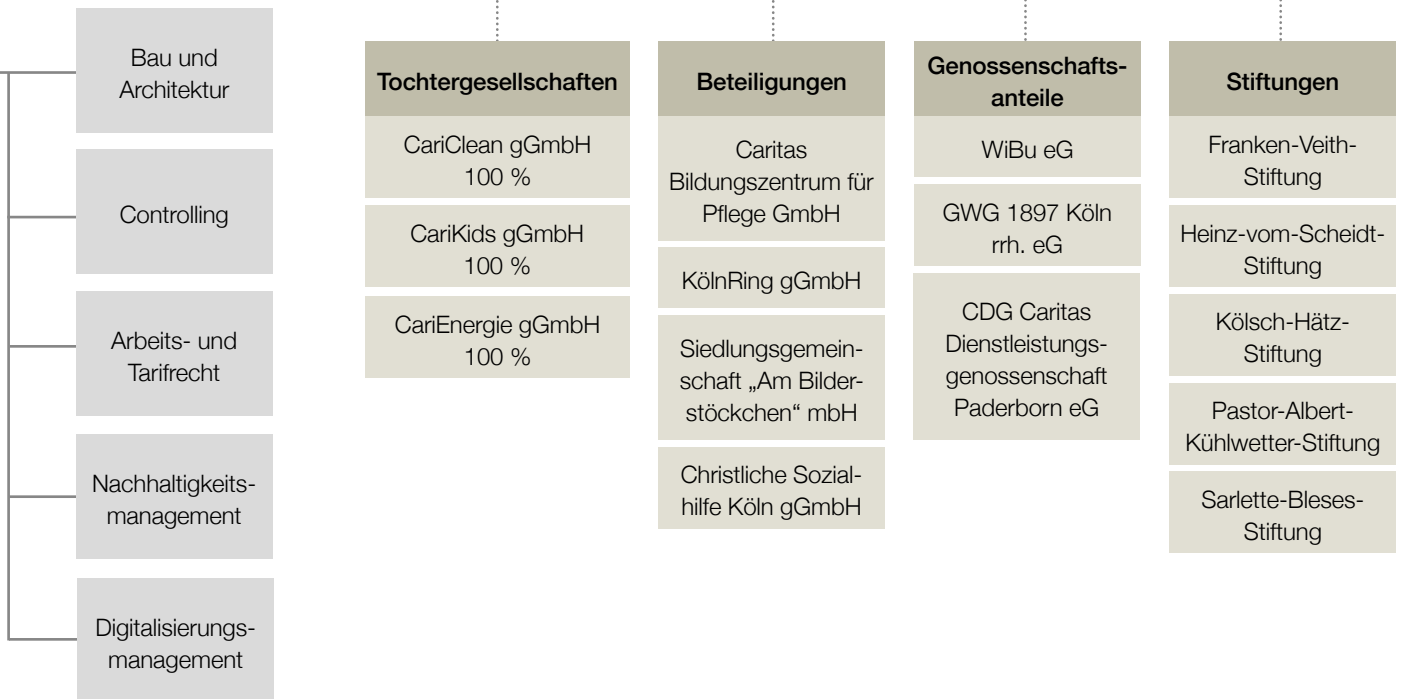 Bau und
Architektur
Controlling
Arbeits- und
Tarifrecht
Nachhaltigkeits-
management
Digitalisierungs-
management
Tochtergesellschaften
CariClean gGmbH
100 %
CariKids gGmbH
100 %
CariEnergie gGmbH
100 %
Beteiligungen
Caritas
Bildungszentrum für
Pflege GmbH
KölnRing gGmbH
Siedlungsgemein-
schaft „Am Bilder-
stöckchen“ mbH
Christliche Sozial-
hilfe Köln gGmbH
Genossenschafts-
anteile
WiBu eG
GWG 1897 Köln
rrh. eG
CDG Caritas
Dienstleistungs-
genossenschaft
Paderborn eG
Stiftungen
Franken-Veith-
Stiftung
Heinz-vom-Scheidt-
Stiftung
Kölsch-Hätz-
Stiftung
Pastor-Albert-
Kühlwetter-Stiftung
Sarlette-Bleses-
Stiftung